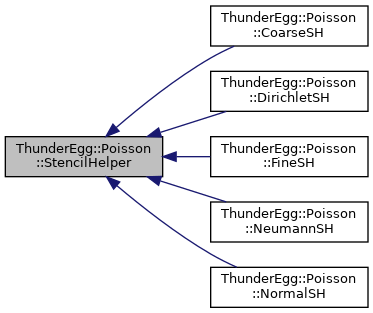 ThunderEgg::Poisson
::CoarseSH
ThunderEgg::Poisson
::DirichletSH
ThunderEgg::Poisson
::StencilHelper
ThunderEgg::Poisson
::FineSH
ThunderEgg::Poisson
::NeumannSH
ThunderEgg::Poisson
::NormalSH